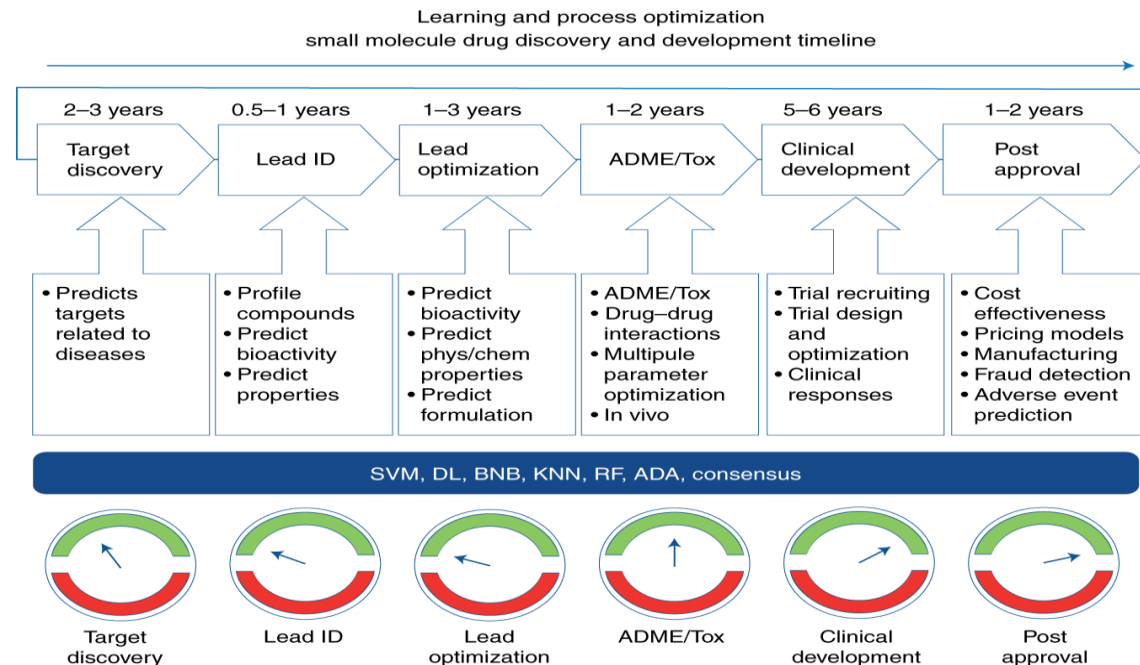 Learning and process optimization
small molecule drug discovery and development timeline
2–3 years
0.5–1 years
1–3 years
1–2 years
5–6 years
1–2 years
Target
discovery
Lead ID
Lead
optimization
ADME/Tox
Clinical
development
Post
approval
• Predicts
targets
related to
diseases
• Profile
compounds
• Predict
bioactivity
• Predict
properties
• Predict
bioactivity
• Predict
phys/chem
properties
• Predict
formulation
• ADME/Tox
• Drug–drug
interactions
• Multipule
parameter
optimization
• In vivo
• Trial recruiting
• Trial design
and
optimization
• Clinical
responses
• Cost
effectiveness
• Pricing models
• Manufacturing
• Fraud detection
• Adverse event
prediction
SVM, DL, BNB, KNN, RF, ADA, consensus
Target
discovery
Lead ID
Lead
optimization
ADME/Tox
Clinical
development
Post
approval